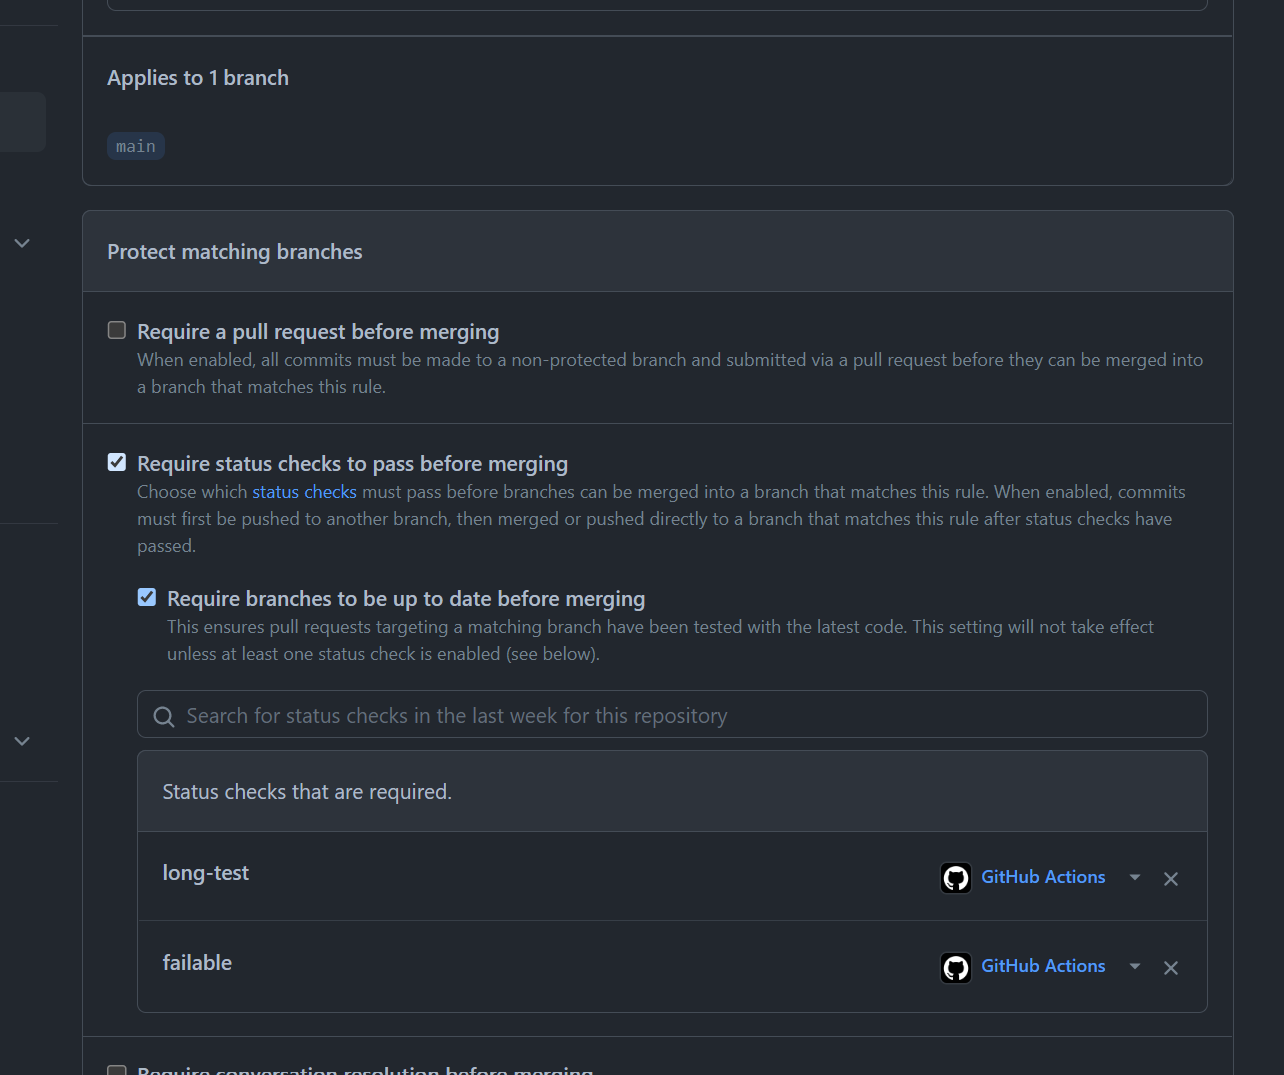 Applies to 1 branch
main
Protect matching branches
Require a pull request before merging
When enabled, all commits must be made to a non-protected branch and submitted via a pull request before they can be merged into
a branch that matches this rule.
Require status checks to pass before merging
Choose which status checks must pass before branches can be merged into a branch that matches this rule. When enabled, commits
must first be pushed to another branch, then merged or pushed directly to a branch that matches this rule after status checks have
passed.
Require branches to be up to date before merging
This ensures pull requests targeting a matching branch have been tested with the latest code. This setting will not take effect
unless at least one status check is enabled (see below).
Search for status checks in the last week for this repository
Status checks that are required.
long-test GitHub Actions
failable GitHub Actions
Require conversation resolution before merging